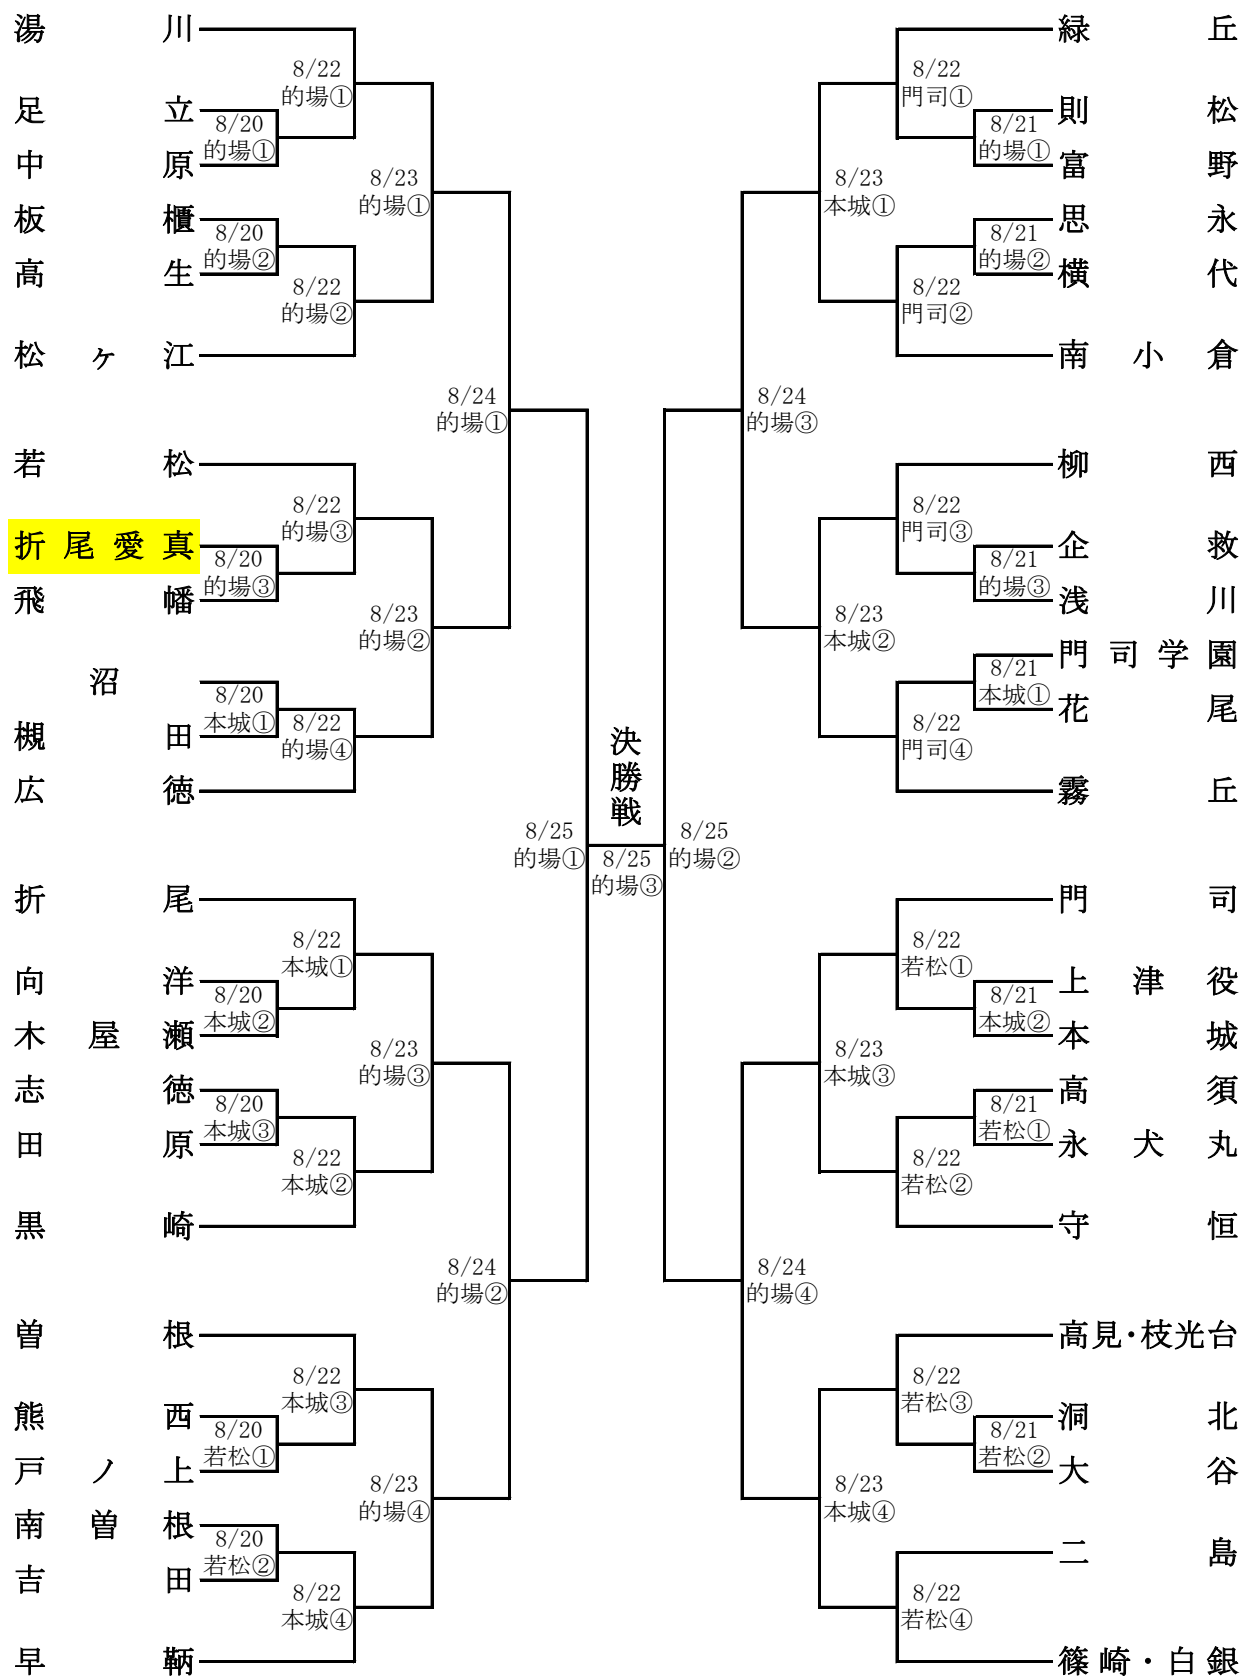 湯川
8/22
的場①
足立
8/20
的場①
中原
8/23
的場①
板櫃
8/20
的場②
高生
8/22
的場②
松ヶ江
8/24
的場①
若松
8/22
的場③
折尾愛真
8/20
的場③
飛幡
8/23
的場②
沼
8/20
本城①
槻田
8/22
的場④
広徳
8/25
的場①
折尾
8/22
本城①
向洋
8/20
本城②
木屋瀬
8/23
的場③
志徳
8/20
本城③
田原
8/22
本城②
黒崎
8/24
的場②
曽根
8/22
本城③
熊西
8/20
若松①
戸ノ上
8/23
的場④
南曽根
8/20
若松②
吉田
8/22
本城④
早鞆
決勝戦
8/25
的場③
緑丘
8/22
門司①
則松
8/21
的場①
富野
8/23
本城①
思永
8/21
的場②
横代
8/22
門司②
南小倉
8/24
的場③
柳西
8/22
門司③
企救
8/21
的場③
浅川
8/23
本城②
門司学園
8/21
本城①
花尾
8/22
門司④
霧丘
8/25
的場②
門司
8/22
若松①
上津役
8/21
本城②
本城
8/23
本城③
高須
8/21
若松①
永犬丸
8/22
若松②
守恒
8/24
的場④
高見・枝光台
8/22
若松③
洞北
8/21
若松②
大谷
8/23
本城④
二島
8/22
若松④
篠崎・白銀